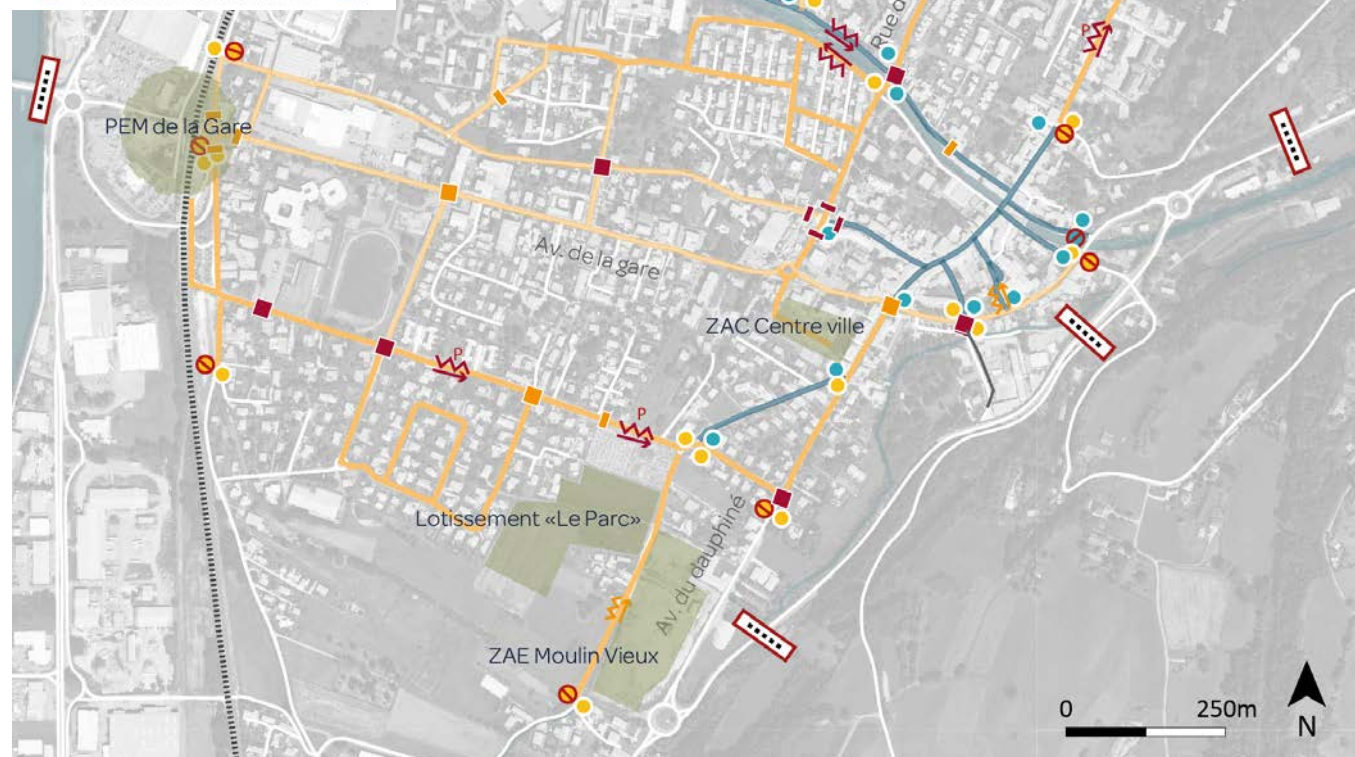 Rue d
P
PEM de la Gare
Av. de la gare
ZAC Centre ville
P
P
Lotissement «Le Parc»
Av. du dauphiné
ZAE Moulin Vieux
0 250m
N